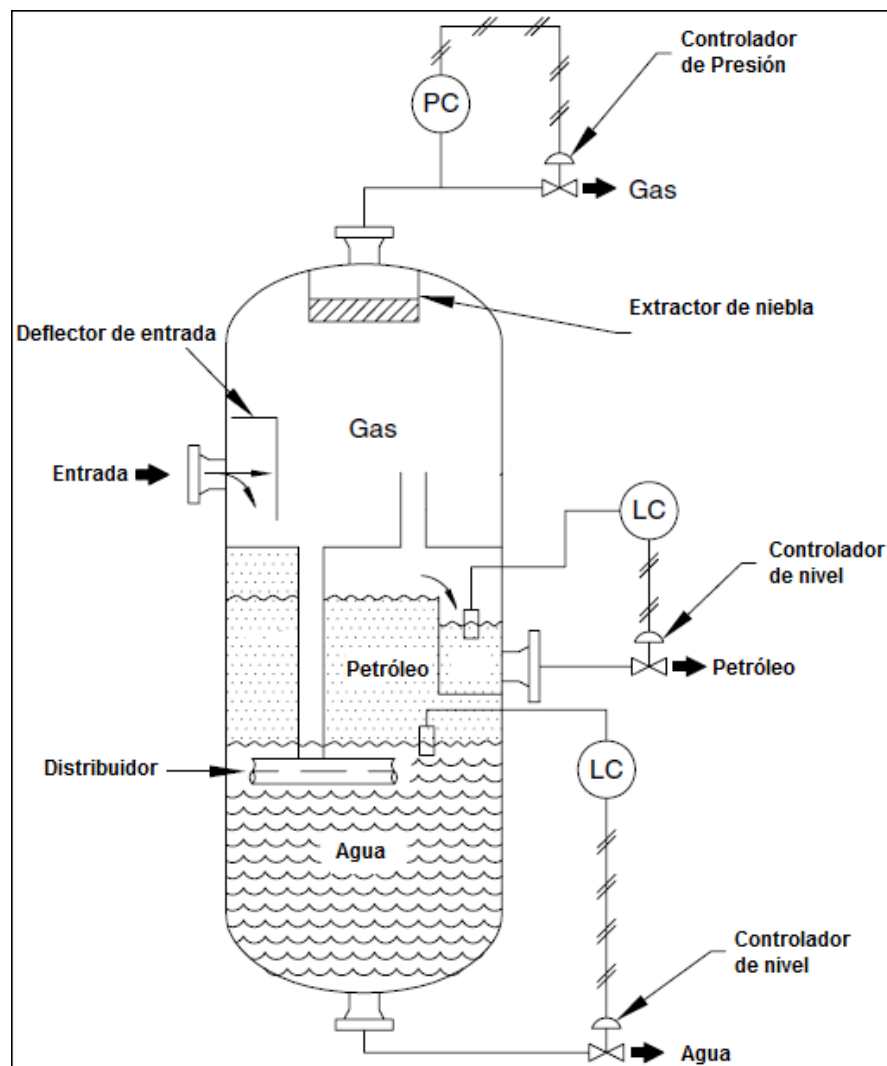 Controlador
de Presión
PC
Gas
Extractor de niebla
Deflector de entrada
Gas
Entrada
LC
Controlador
de nivel
Petróleo
Petróleo
Distribuidor
LC
Agua
Controlador
de nivel
Agua